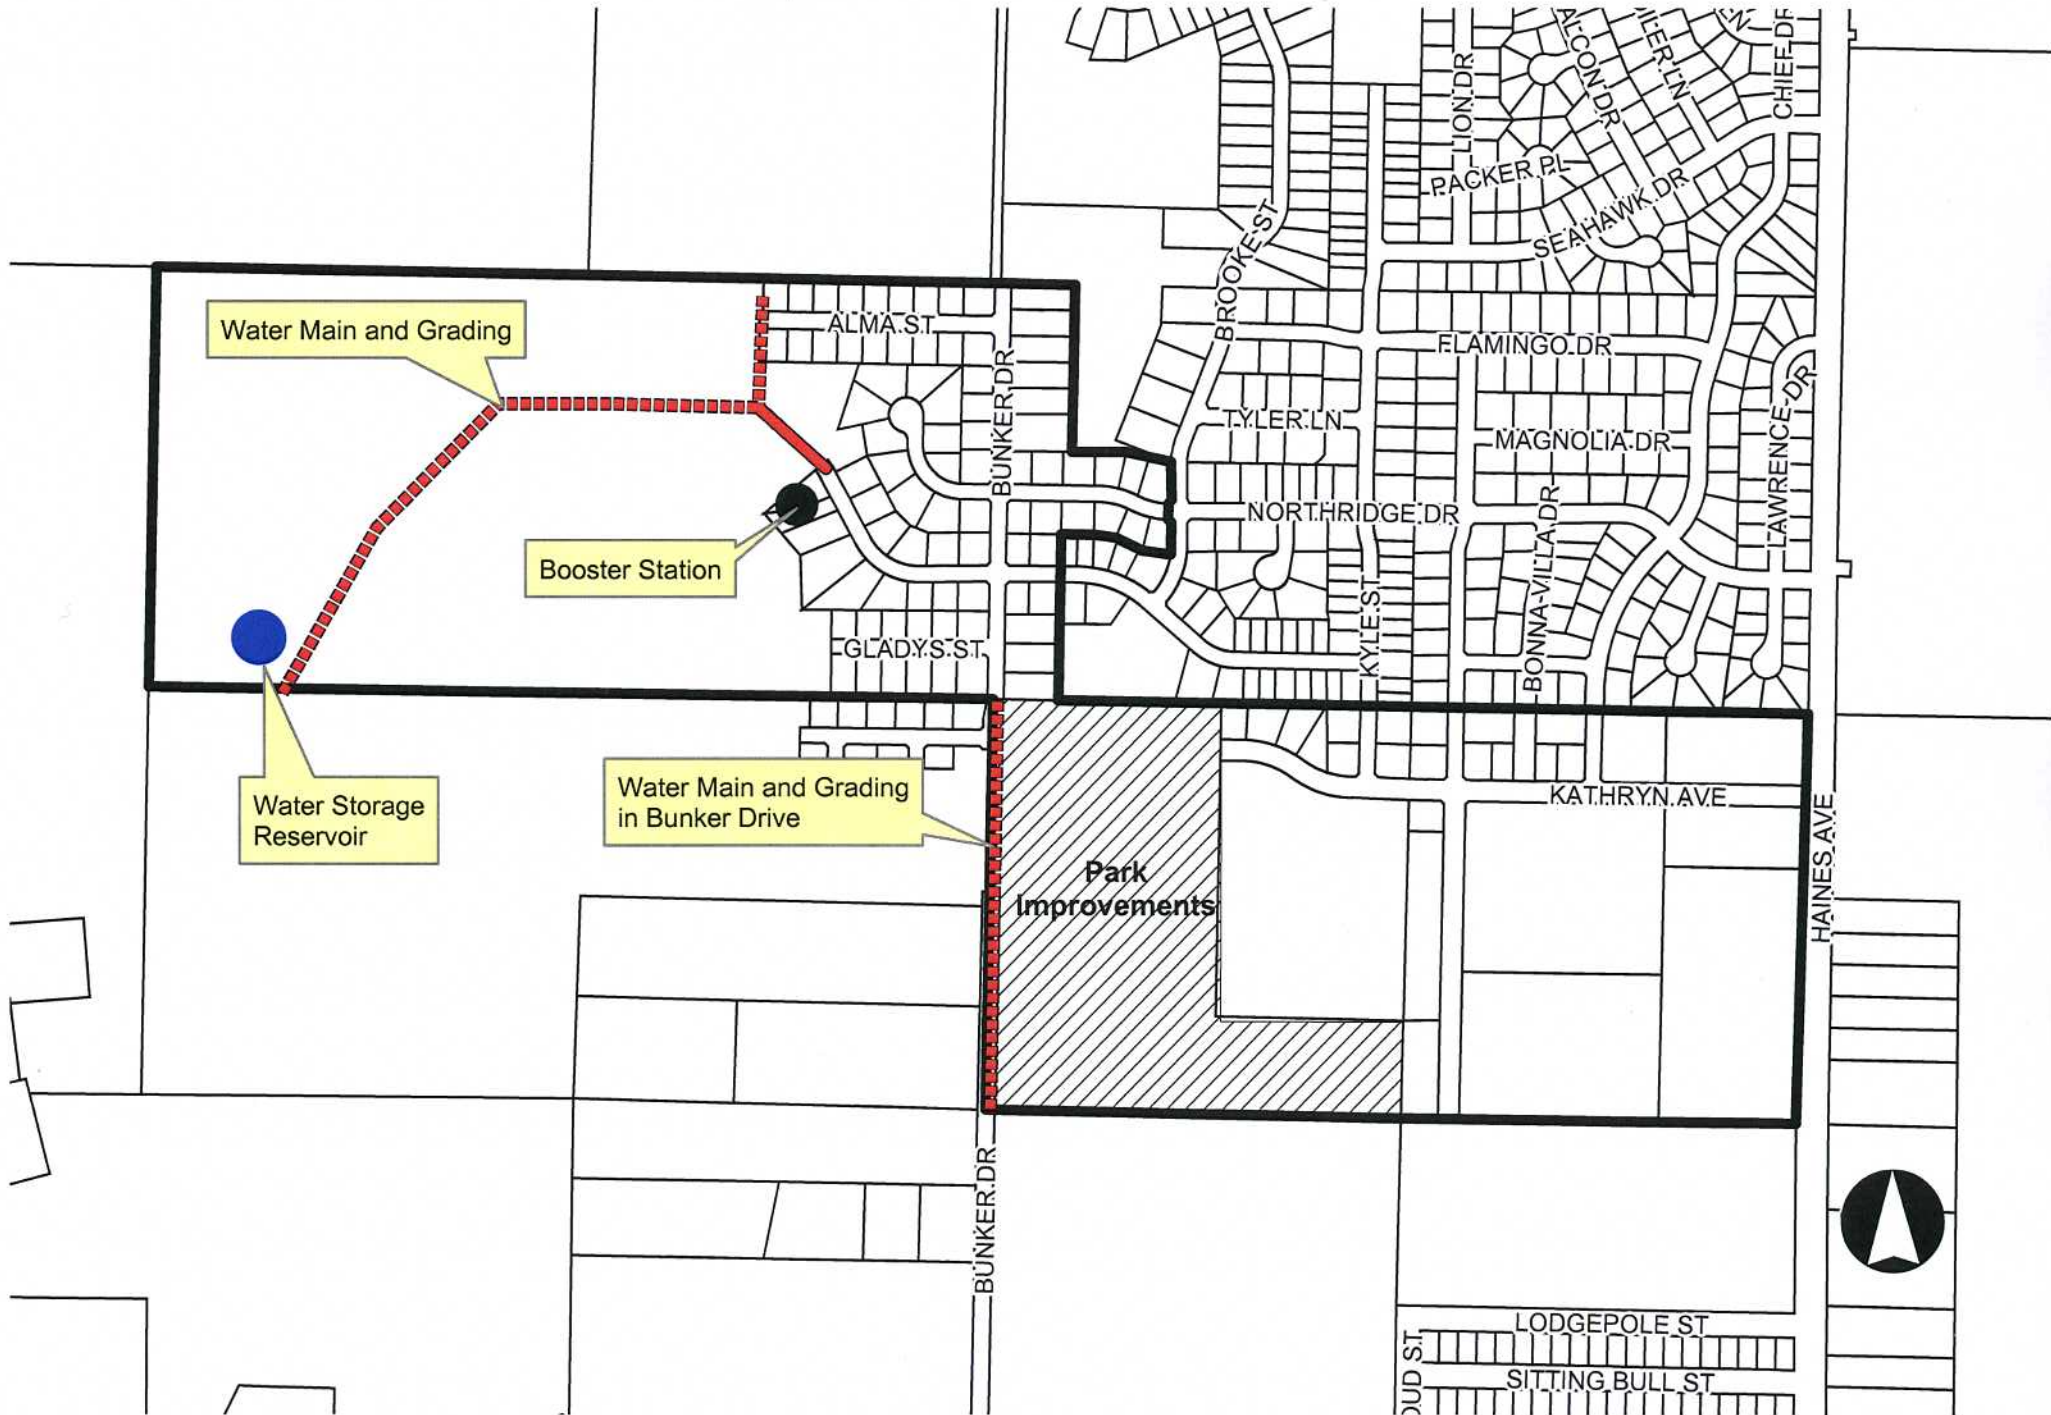 LION DR
CHIEF DR
PACKER PL
SEAHAWK DR
BROOKE ST
Water Main and Grading
ALMA ST
FLAMINGO DR
BUNKER DR
TYLER LN
MAGNOLIA DR
LAWRENCE DR
NORTHRIDGE DR
BONNA VILLA DR
Booster Station
KYLE ST
GLADYS ST
Water Storage
Reservoir
Water Main and Grading
in Bunker Drive
KATHRYN AVE
HAINES AVE
Park
Improvements
BUNKER DR
LODGEPOLE ST
SITTING BULL ST